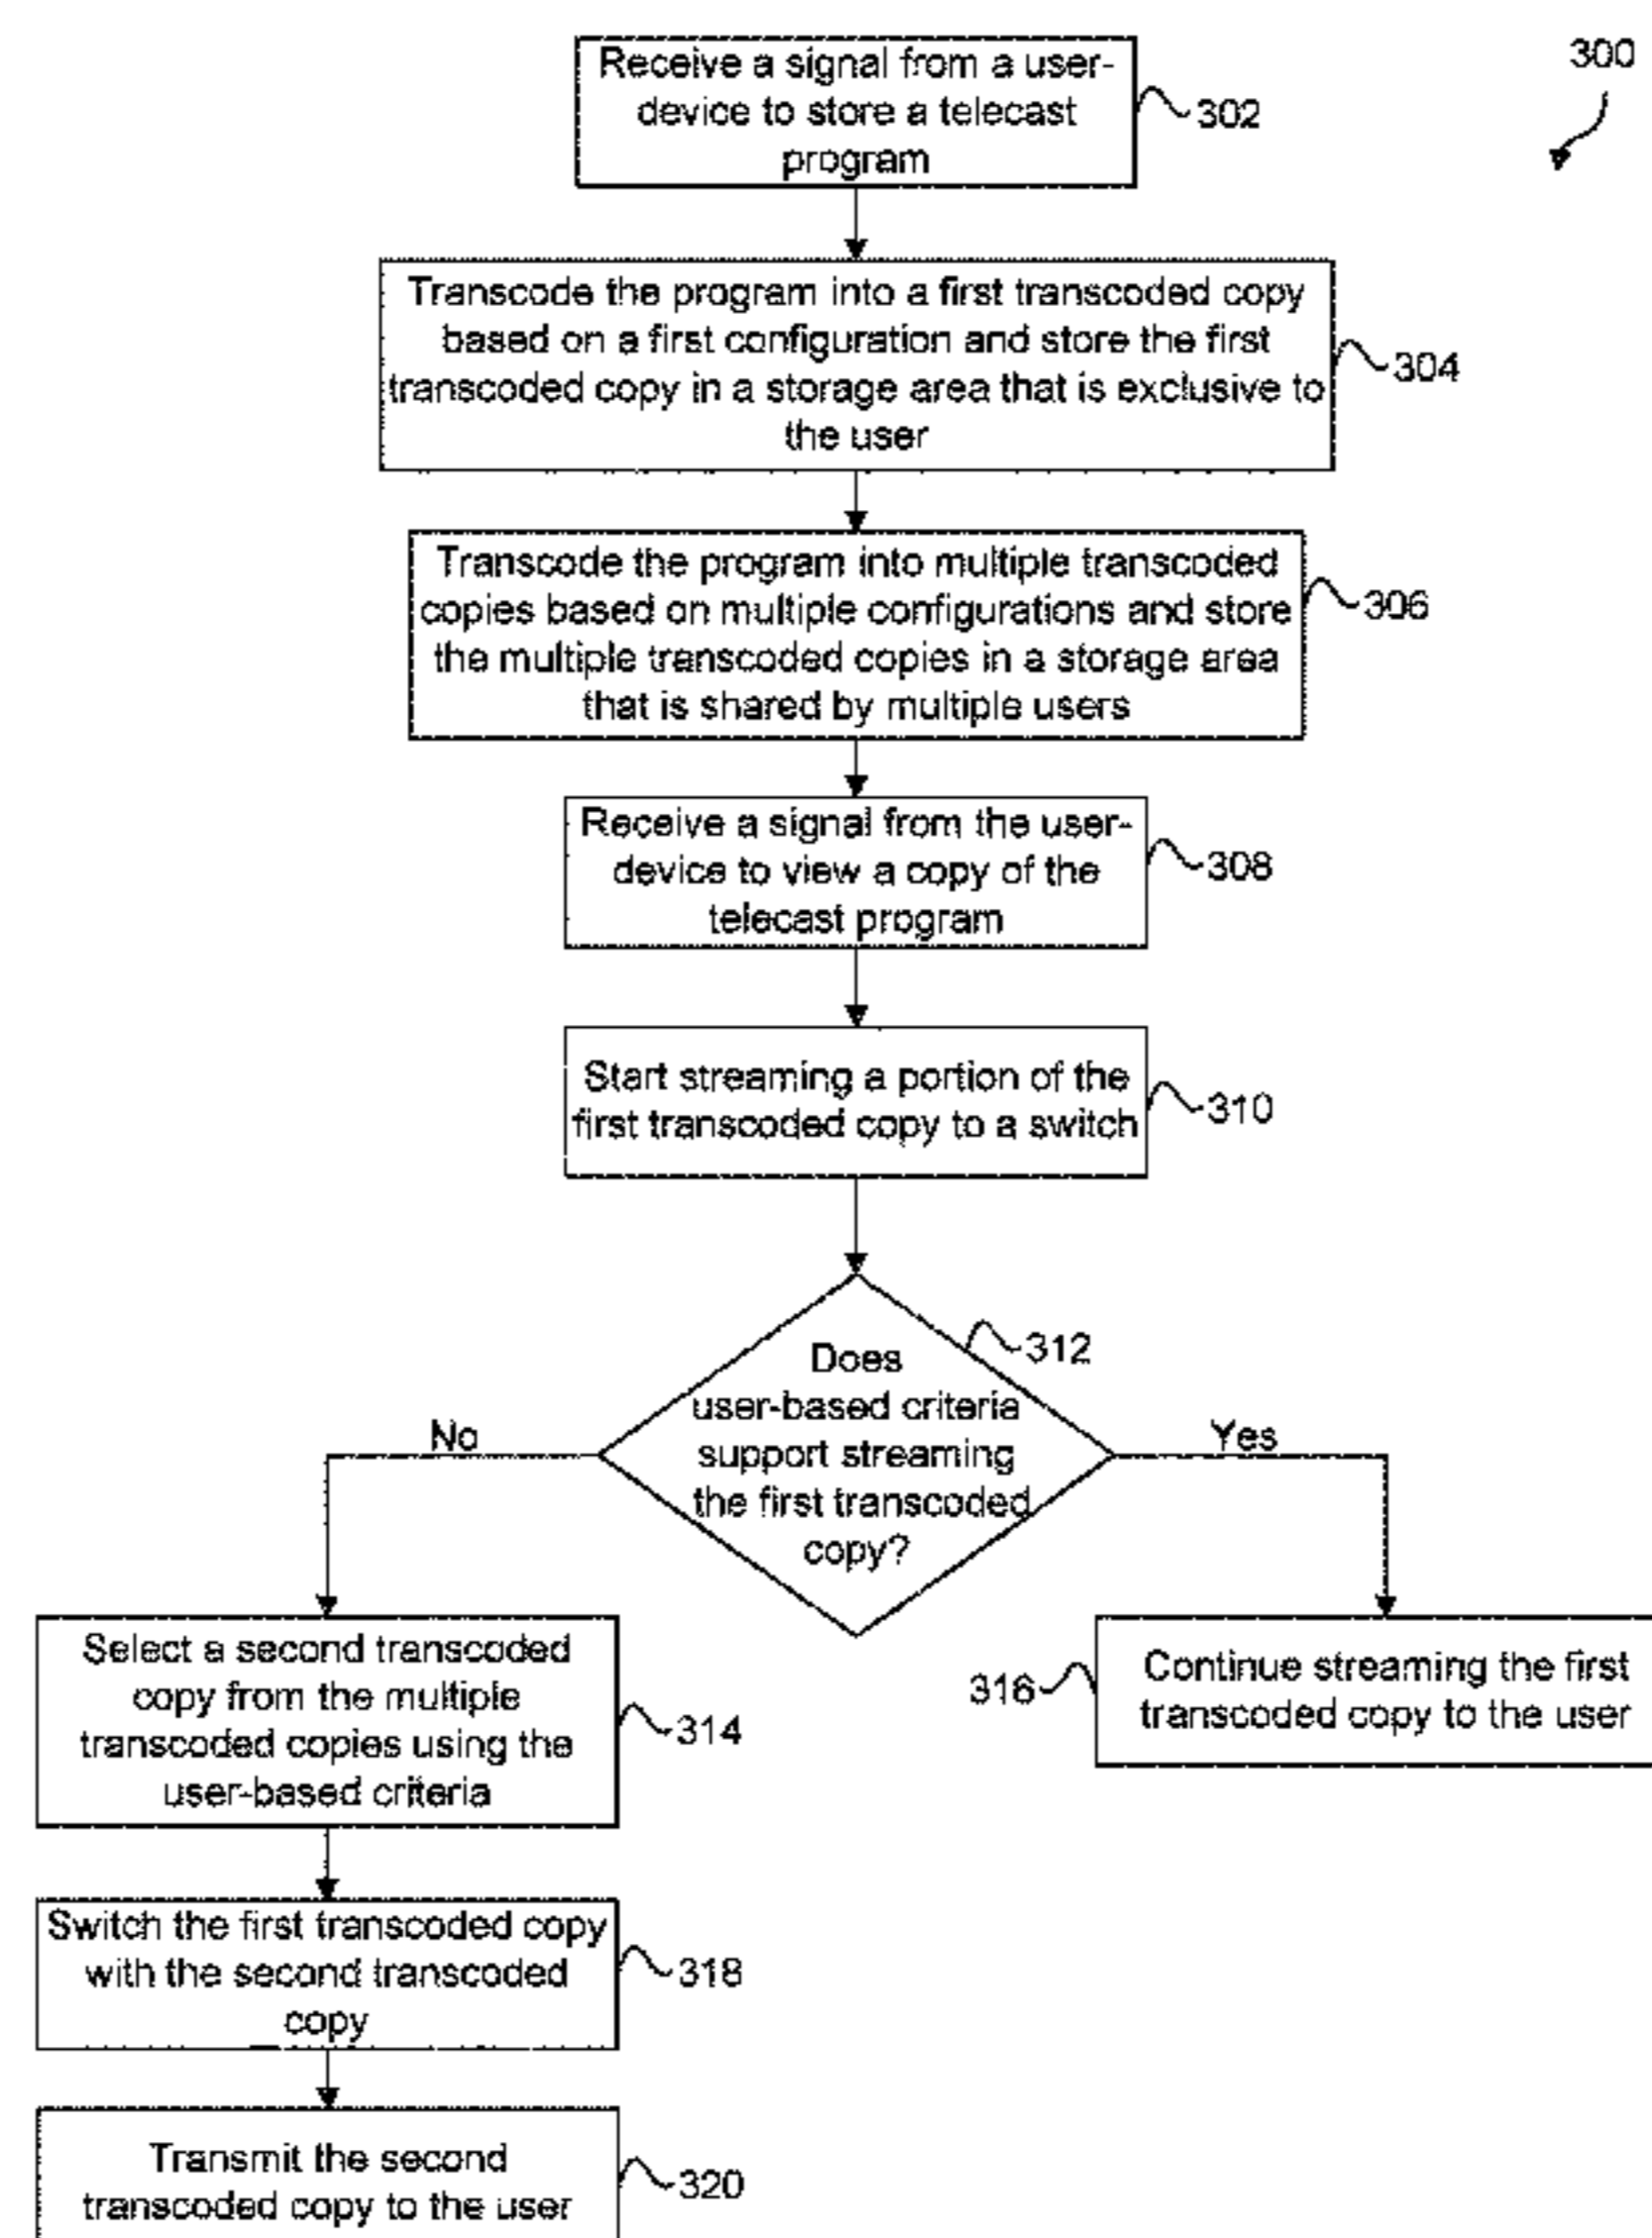 300
Receive a signal from a user-
device to store a telecast
program
302
Transcode the program into a first transcoded copy
based on a first configuration and store the first
transcoded copy in a storage area that is exclusive to
the user
304
Transcode the program into multiple transcoded
copies based on multiple configurations and store
the multiple transcoded copies in a storage area
that is shared by multiple users
306
Receive a signal from the user-
device to view a copy of the
telecast program
308
Start streaming a portion of the
first transcoded copy to a switch
310
Does
user-based criteria
support streaming
the first transcoded
copy?
312
No
Yes
Select a second transcoded
copy from the multiple
transcoded copies using the
user-based criteria
314
316
Continue streaming the first
transcoded copy to the user
Switch the first transcoded copy
with the second transcoded
copy
318
Transmit the second
transcoded copy to the user
320